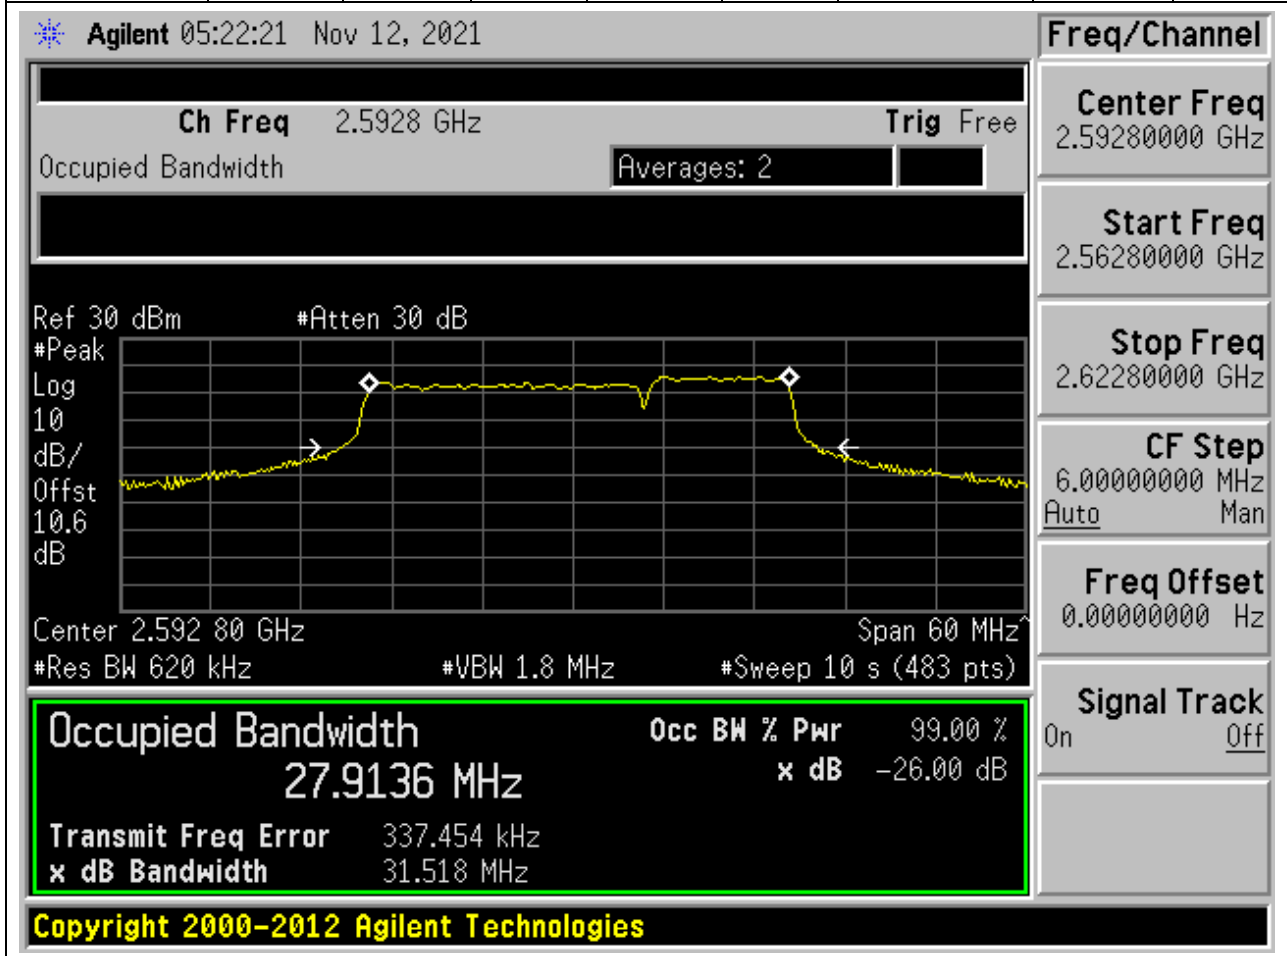 Agilent 05:22:21 Nov 12, 2021
Freq/Channel
Ch Freq 2.5928 GHz Trig Free
Occupied Bandwidth Averages: 2
Center Freq
2.59280000 GHz
Start Freq
2.56280000 GHz
Stop Freq
2.62280000 GHz
CF Step
6.00000000 MHz
Auto Man
Freq Offset
0.00000000 Hz
Signal Track
On Off
Ref 30 dBm #Atten 30 dB
#Peak
Log
10
dB/
Offst
10.6
dB
Center 2.592 80 GHz Span 60 MHz^
#Res BW 620 kHz #VBW 1.8 MHz #Sweep 10 s (483 pts)
Occupied Bandwidth Occ BW % Pwr 99.00 %
27.9136 MHz x dB -26.00 dB
Transmit Freq Error 337.454 kHz
x dB Bandwidth 31.518 MHz
Copyright 2000-2012 Agilent Technologies